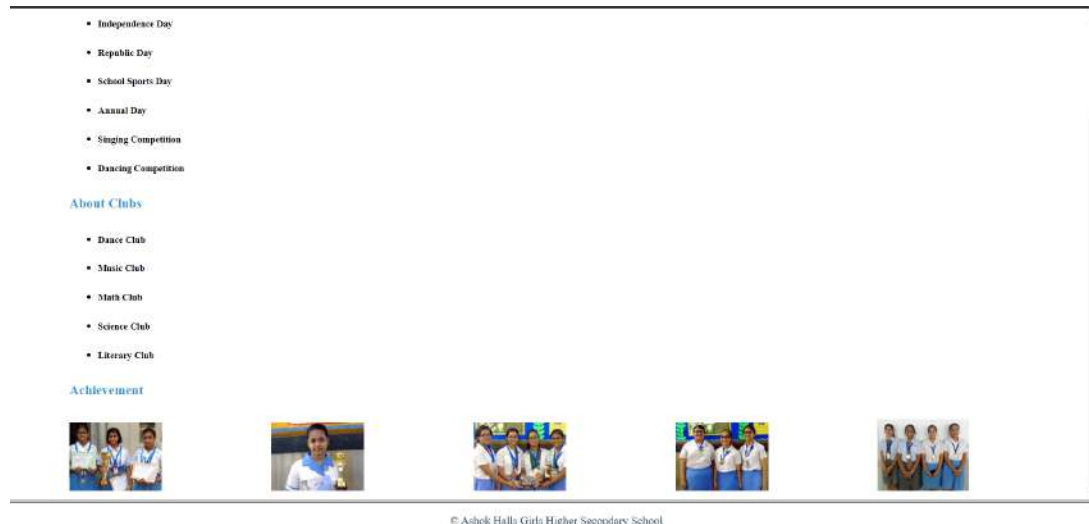 Independence Day
Republic Day
School Sports Day
Annual Day
Singing Competition
Dancing Competition
About Clubs
Dance Club
Music Club
Math Club
Science Club
Literary Club
Achievement
© Ashok Halla Girls Higher Secondary School